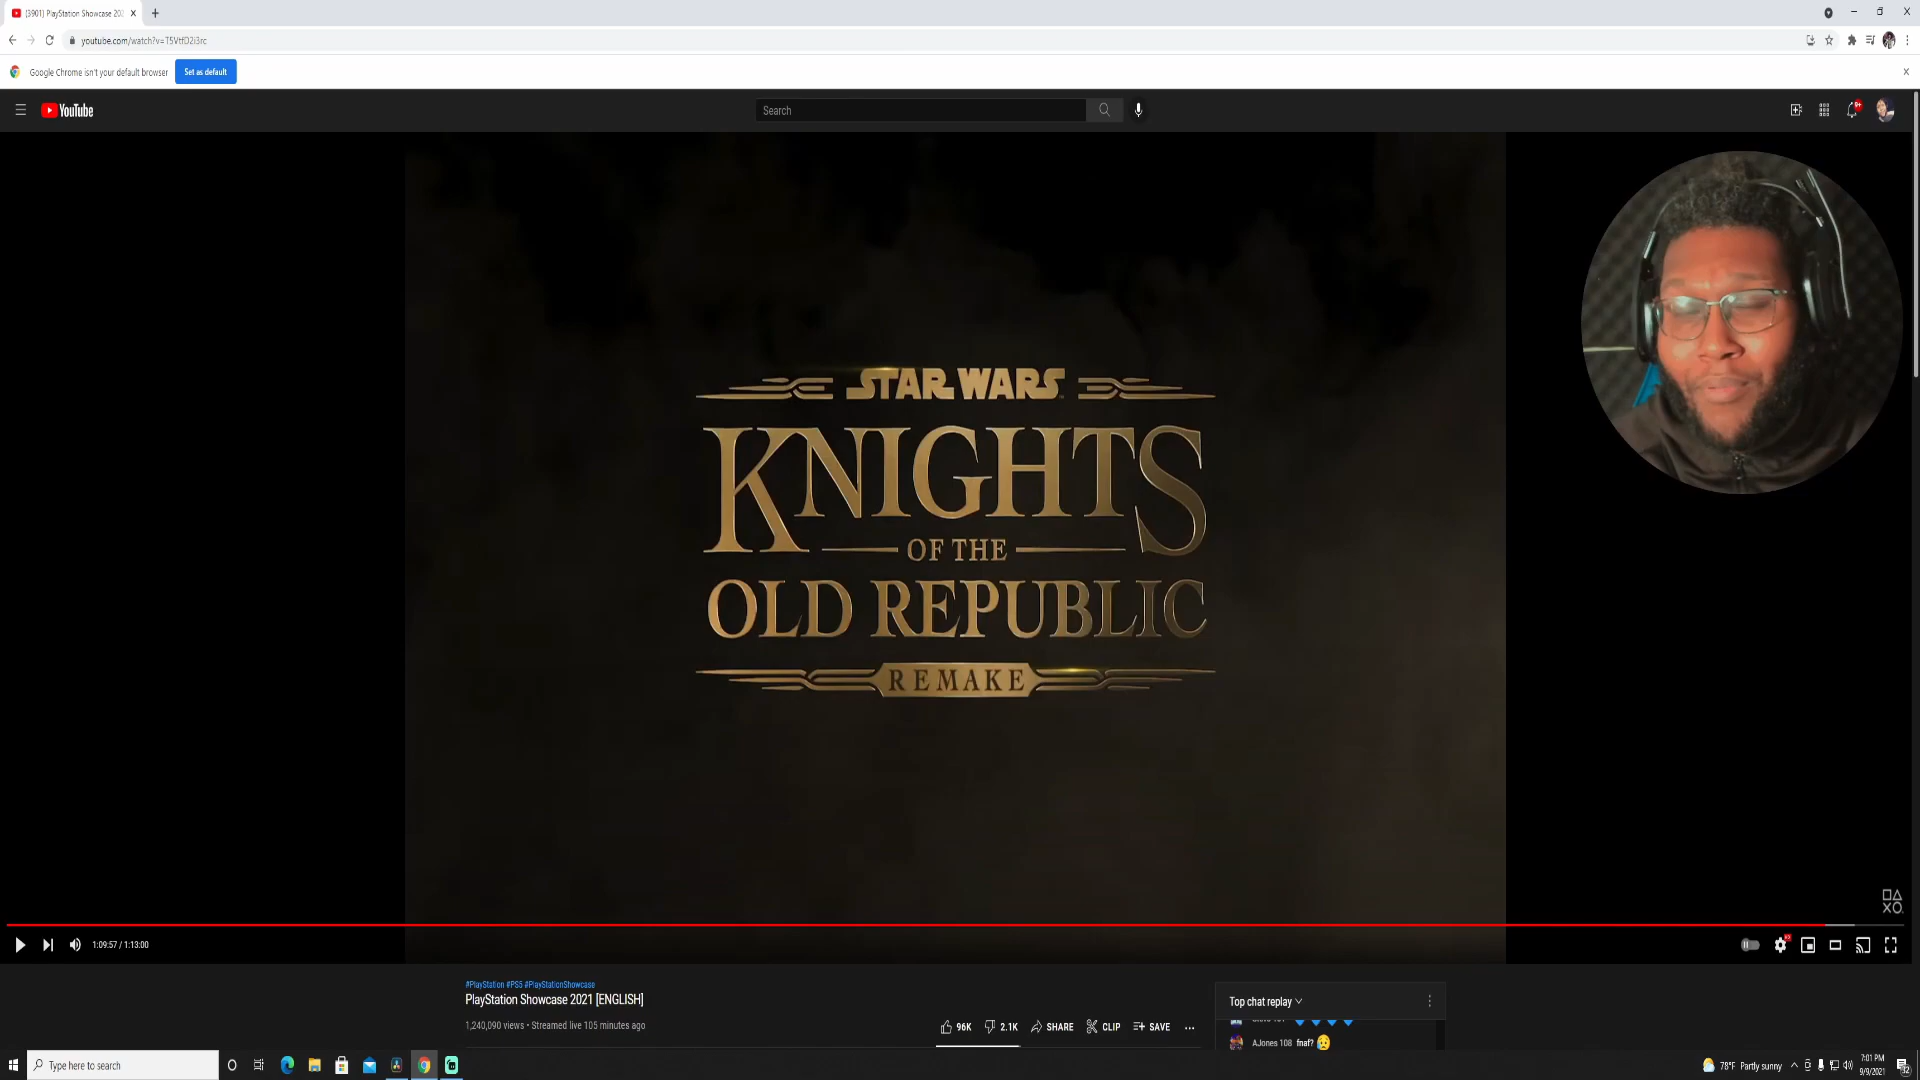 (3901) PlayStation Showcase 202
youtube.com/watch?v=T5VtfD2i3rc
Google Chrome isn't your default browser
Set as default
YouTube
Search
9+
STAR WARS
KNIGHTS
OF THE
OLD REPUBLIC
REMAKE
1:09:57 / 1:13:00
#PlayStation #PS5 #PlayStationShowcase
PlayStation Showcase 2021 [ENGLISH]
1,240,090 views • Streamed live 105 minutes ago
96K
2.1K
SHARE
CLIP
SAVE
Top chat replay
AJones 108 fnaf?
Type here to search
78°F Partly sunny
7:01 PM
9/9/2021